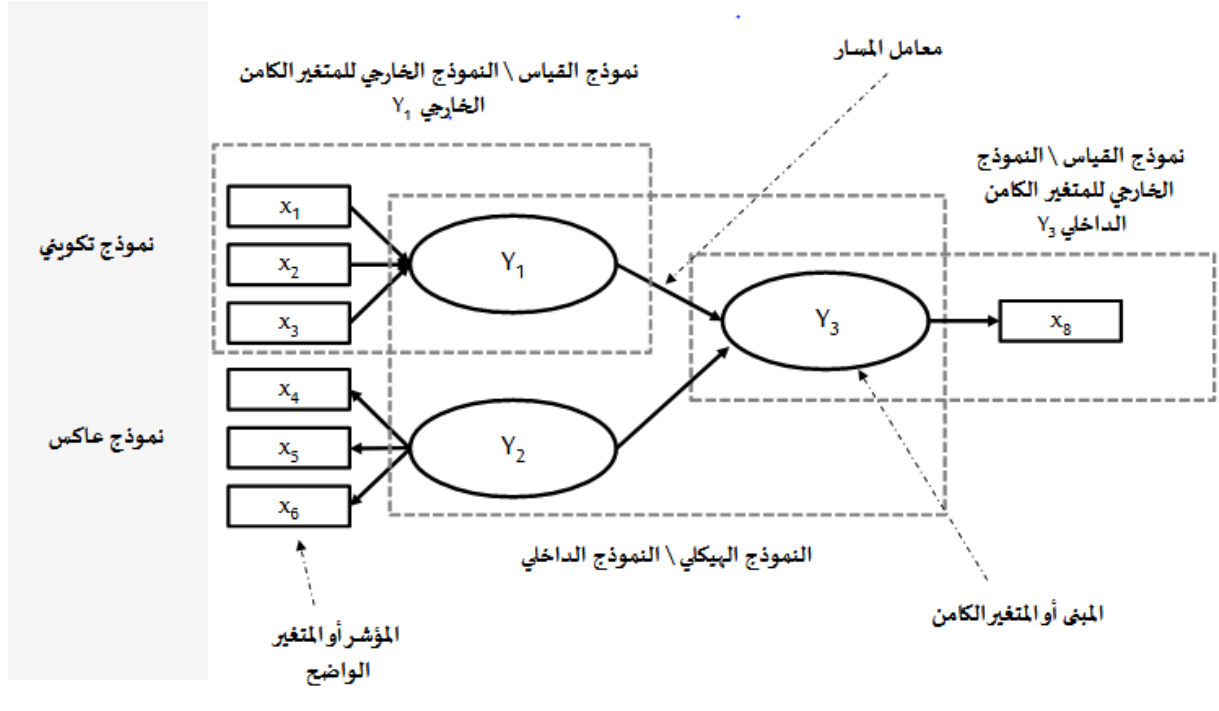 معامل المسار
نموذج القياس \ النموذج الخارجي للمتغير الكامن
الخارجي Y₁
نموذج القياس \ النموذج
الخارجي للمتغير الكامن
الداخلي Y₃
نموذج تكويني
x₁
x₂
x₃
Y₁
Y₃
x₈
نموذج عاكس
x₄
x₅
x₆
Y₂
النموذج الهيكلي \ النموذج الداخلي
المبنى أو المتغير الكامن
المؤشر أو المتغير
الواضح